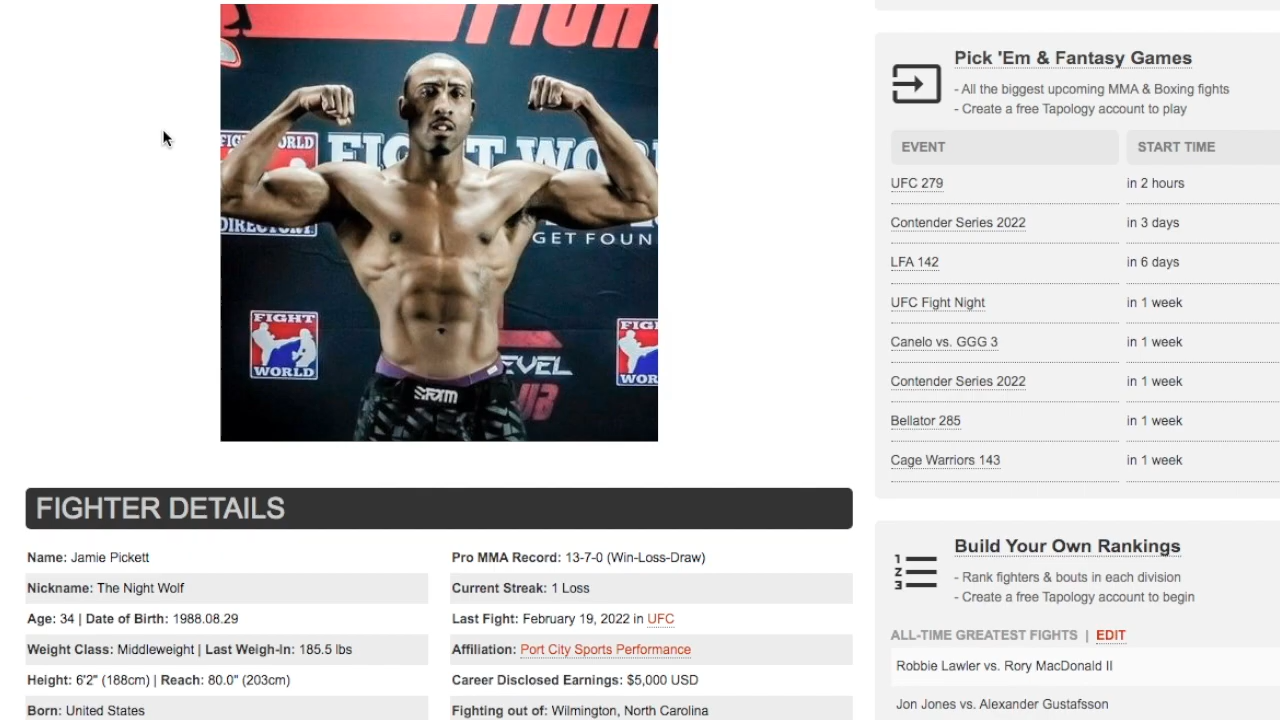 FIGHT
FIGHT WORLD
FIGHT WO
DIRECTORY
GET FOUN
FIGHT
WORLD
FIG
WOR
EVEL
FIGHTER DETAILS
Name: Jamie Pickett
Pro MMA Record: 13-7-0 (Win-Loss-Draw)
Nickname: The Night Wolf
Current Streak: 1 Loss
Age: 34 | Date of Birth: 1988.08.29
Last Fight: February 19, 2022 in UFC
Weight Class: Middleweight | Last Weigh-In: 185.5 lbs
Affiliation: Port City Sports Performance
Height: 6'2" (188cm) | Reach: 80.0" (203cm)
Career Disclosed Earnings: $5,000 USD
Born: United States
Fighting out of: Wilmington, North Carolina
Pick 'Em & Fantasy Games
- All the biggest upcoming MMA & Boxing fights
- Create a free Tapology account to play
EVENT START TIME
UFC 279 in 2 hours
Contender Series 2022 in 3 days
LFA 142 in 6 days
UFC Fight Night in 1 week
Canelo vs. GGG 3 in 1 week
Contender Series 2022 in 1 week
Bellator 285 in 1 week
Cage Warriors 143 in 1 week
1
2
3
Build Your Own Rankings
- Rank fighters & bouts in each division
- Create a free Tapology account to begin
ALL-TIME GREATEST FIGHTS | EDIT
Robbie Lawler vs. Rory MacDonald II
Jon Jones vs. Alexander Gustafsson